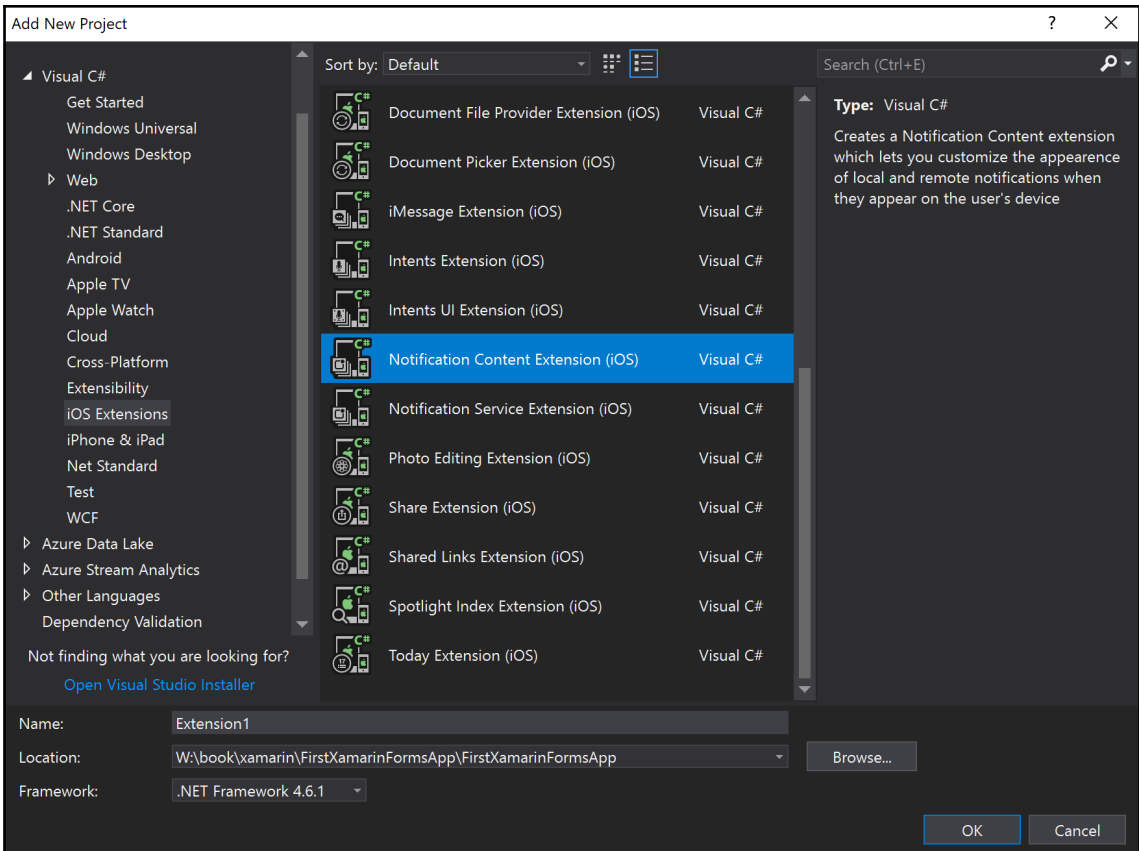 Add New Project
?
Visual C#
Get Started
Windows Universal
Windows Desktop
Web
.NET Core
.NET Standard
Android
Apple TV
Apple Watch
Cloud
Cross-Platform
Extensibility
iOS Extensions
iPhone & iPad
Net Standard
Test
WCF
Azure Data Lake
Azure Stream Analytics
Other Languages
Dependency Validation
Not finding what you are looking for?
Open Visual Studio Installer
Sort by: Default
Document File Provider Extension (iOS) Visual C#
Document Picker Extension (iOS) Visual C#
iMessage Extension (iOS) Visual C#
Intents Extension (iOS) Visual C#
Intents UI Extension (iOS) Visual C#
Notification Content Extension (iOS) Visual C#
Notification Service Extension (iOS) Visual C#
Photo Editing Extension (iOS) Visual C#
Share Extension (iOS) Visual C#
Shared Links Extension (iOS) Visual C#
Spotlight Index Extension (iOS) Visual C#
Today Extension (iOS) Visual C#
Search (Ctrl+E)
Type: Visual C#
Creates a Notification Content extension
which lets you customize the appearence
of local and remote notifications when
they appear on the user's device
Name: Extension1
Location: W:\book\xamarin\FirstXamarinFormsApp\FirstXamarinFormsApp
Browse...
Framework: .NET Framework 4.6.1
OK
Cancel